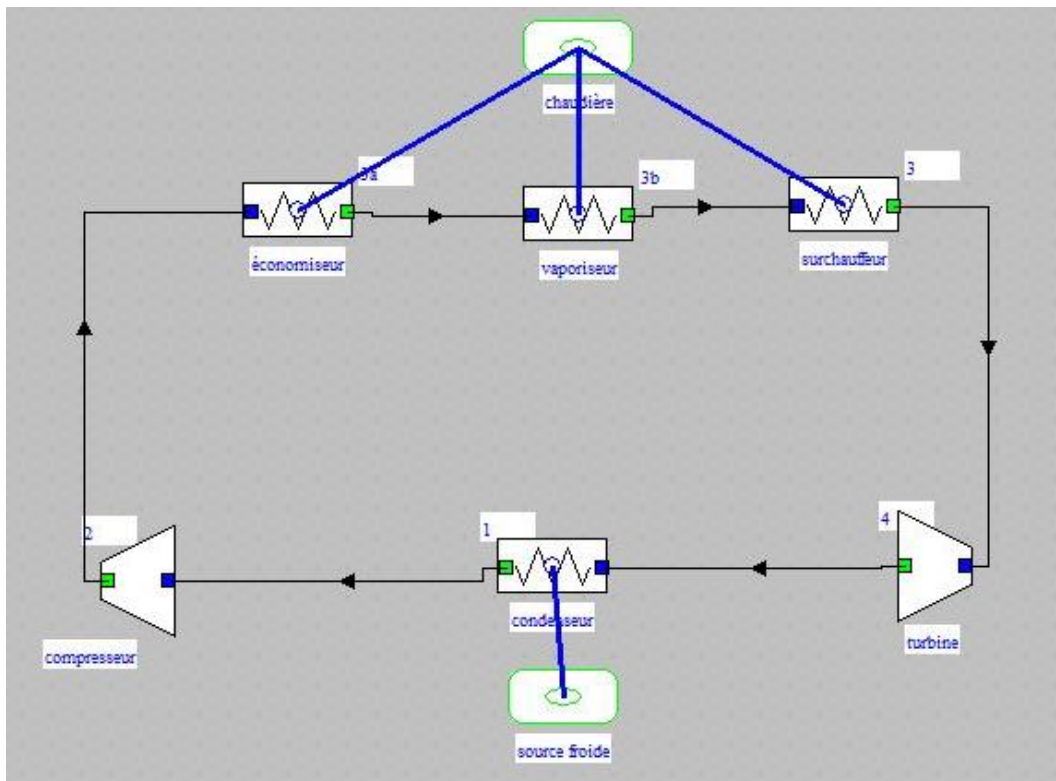 chaudière
3a
3b
3
économiseur
vaporiseur
surchauffeur
2
1
4
compresseur
condenseur
turbine
source froide